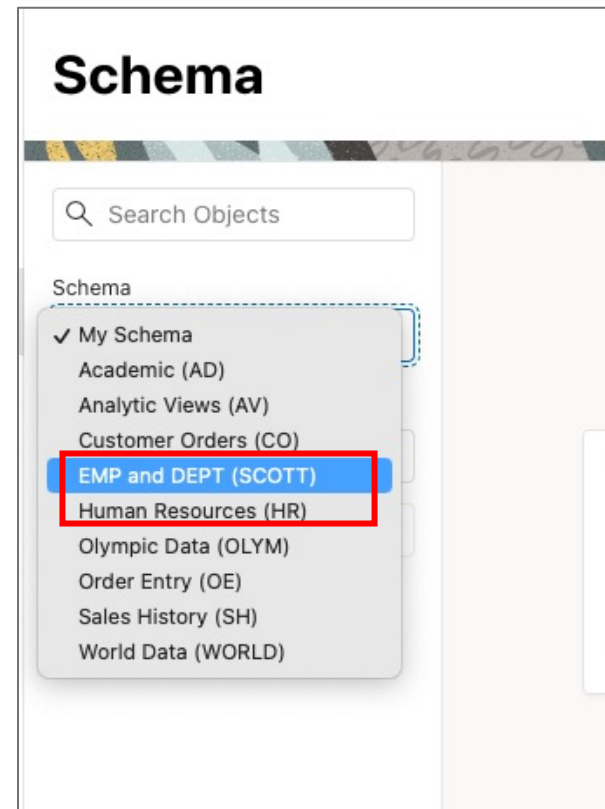 Schema
Search Objects
Schema
✓ My Schema
Academic (AD)
Analytic Views (AV)
Customer Orders (CO)
EMP and DEPT (SCOTT)
Human Resources (HR)
Olympic Data (OLYM)
Order Entry (OE)
Sales History (SH)
World Data (WORLD)